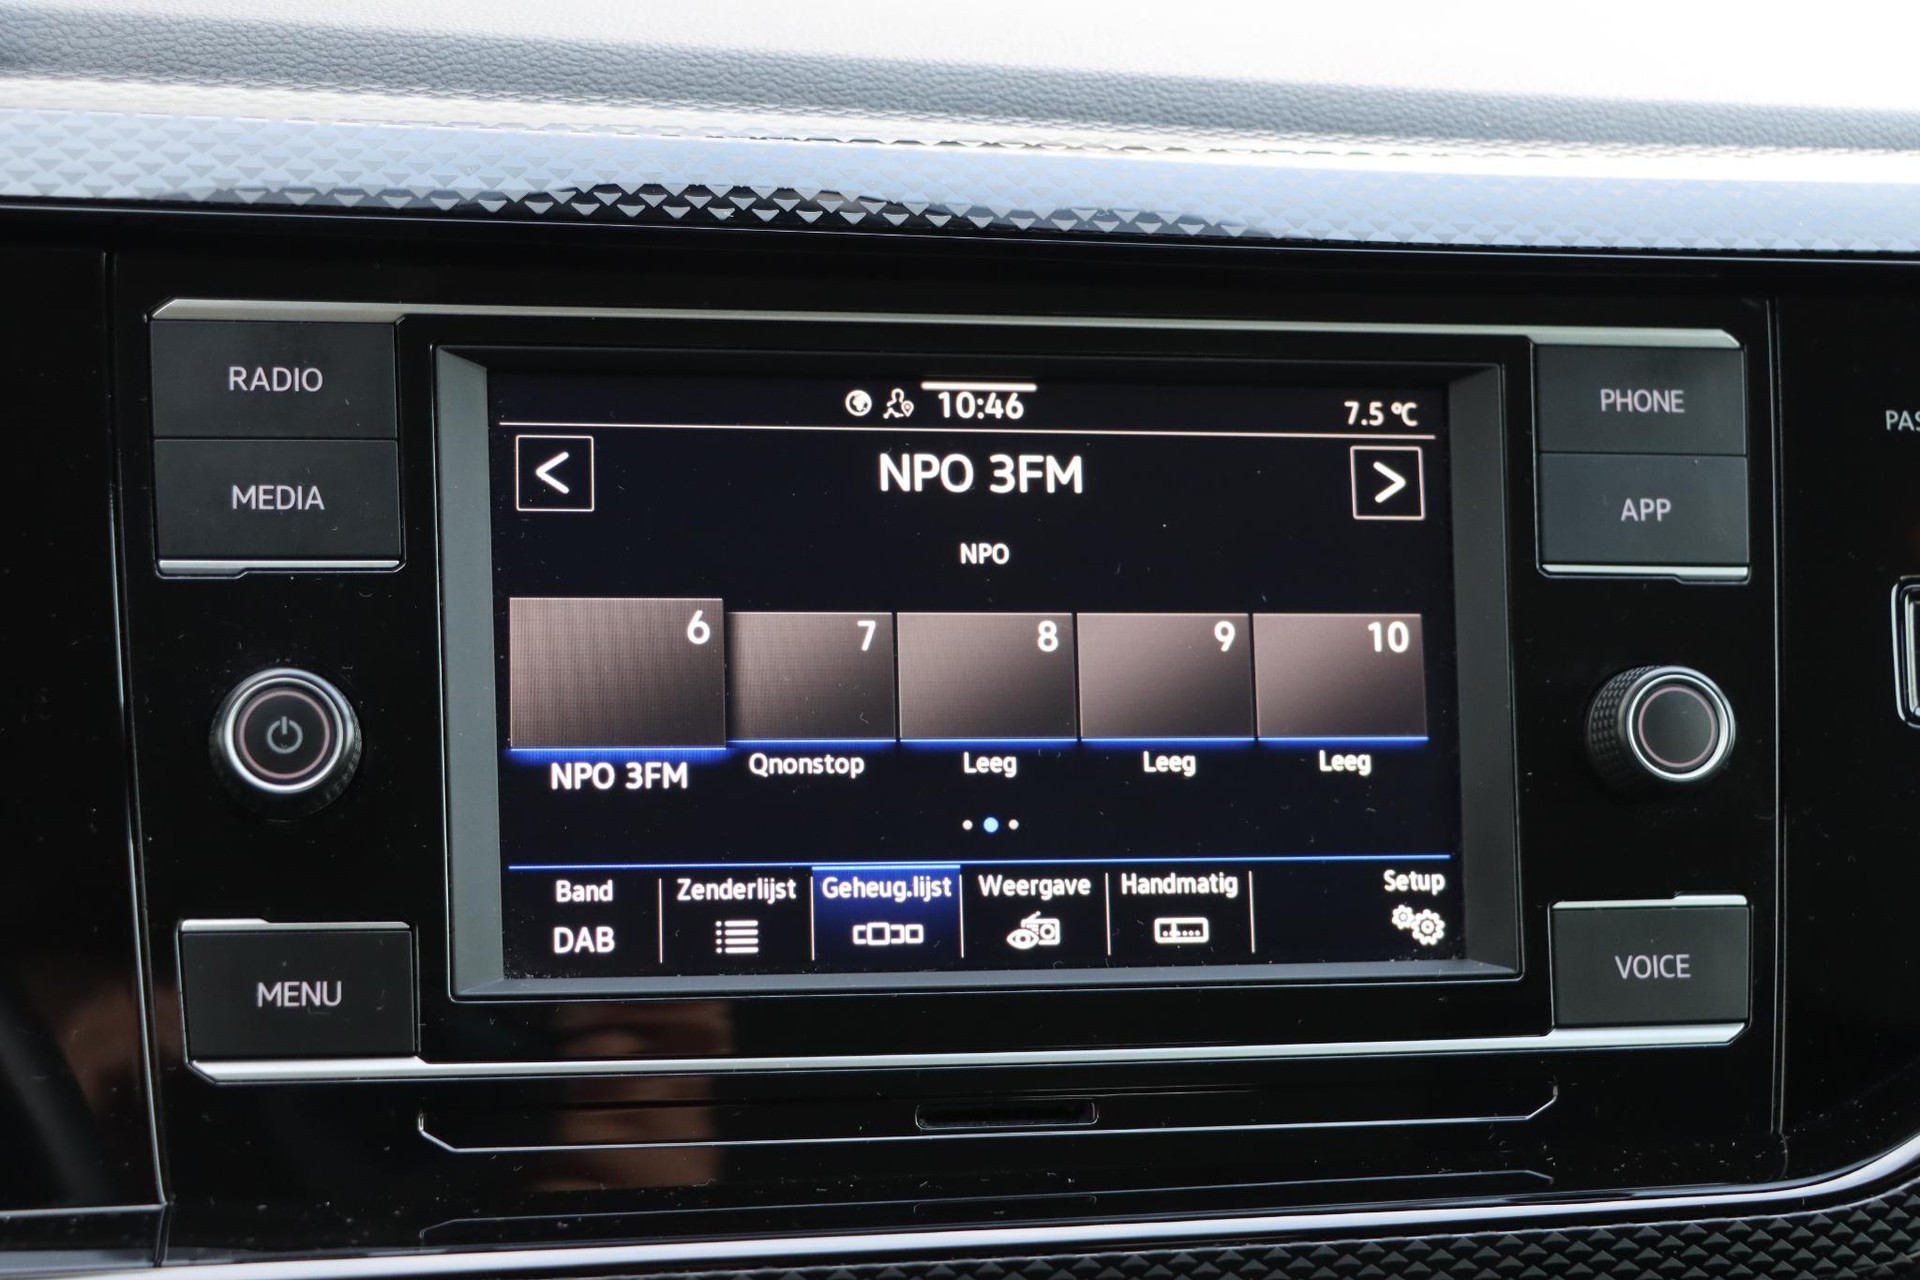 RADIO
MEDIA
MENU
10:46
7.5 °C
<
NPO 3FM
>
NPO
6
7
8
9
10
NPO 3FM
Qnonstop
Leeg
Leeg
Leeg
Band
DAB
Zenderlijst
Geheug.lijst
Weergave
Handmatig
Setup
PHONE
APP
VOICE